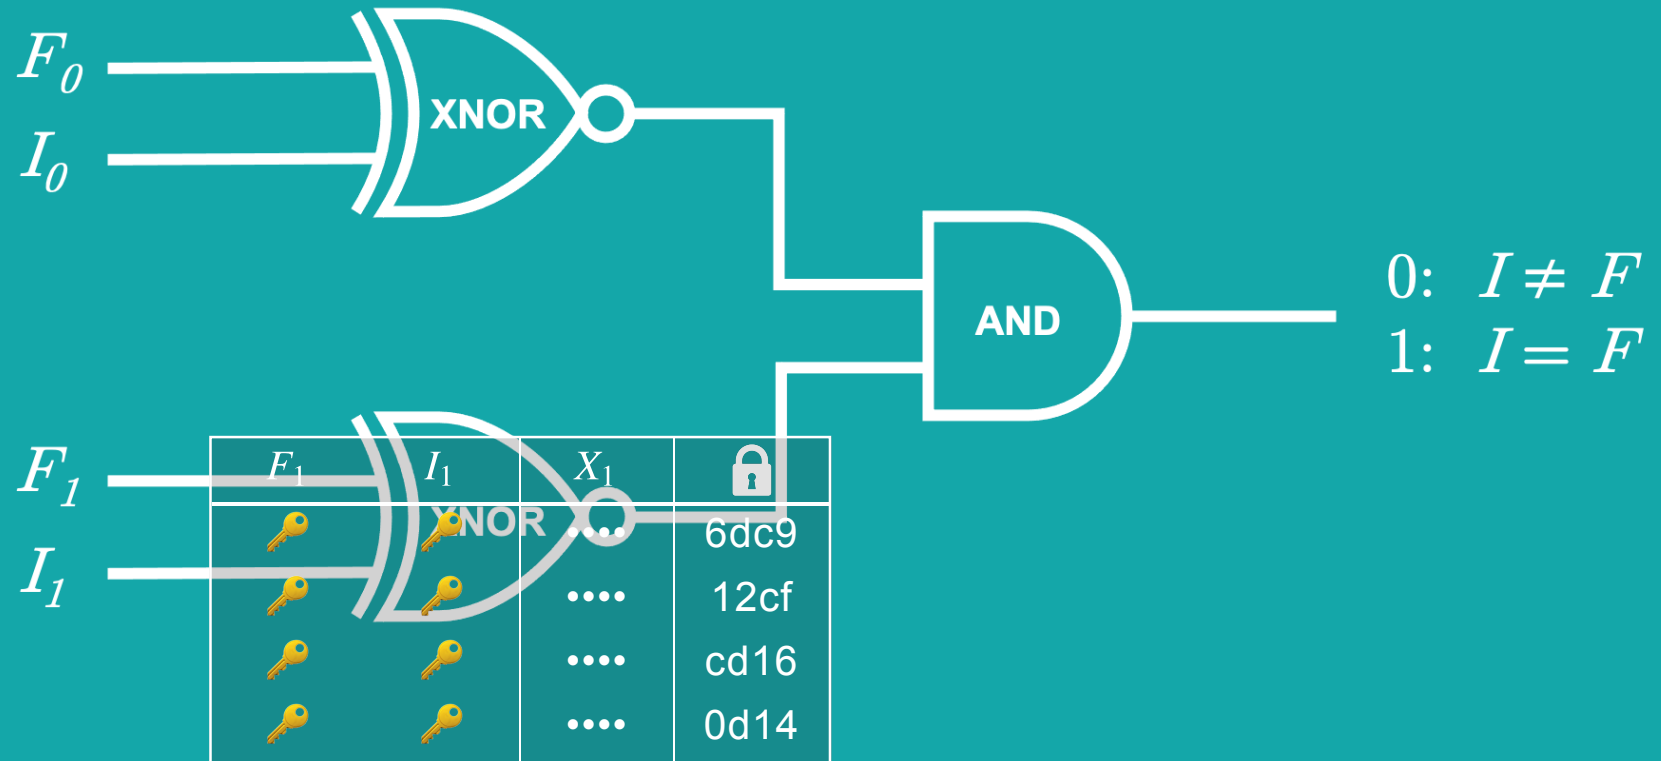 F₀
I₀
XNOR
AND
0: I ≠ F
1: I = F
F₁
I₁
XNOR
F₁ I₁ X₁
•••• 6dc9
•••• 12cf
•••• cd16
•••• 0d14